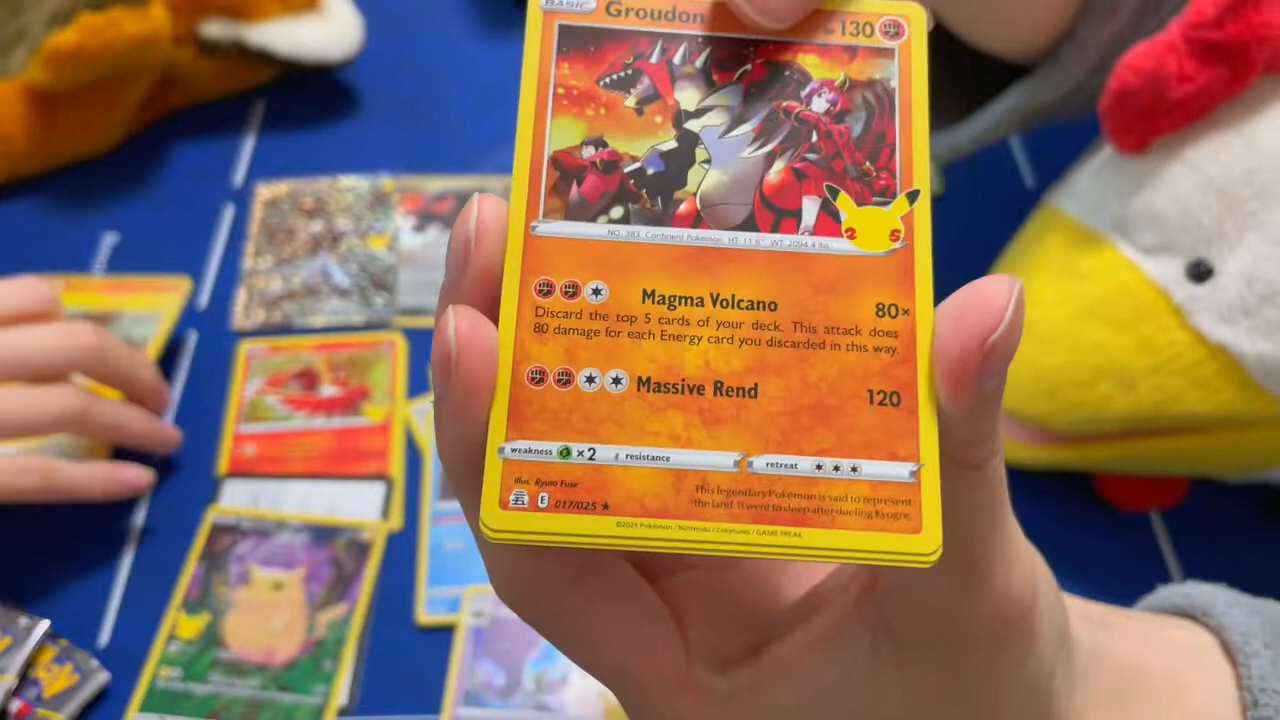 BASIC
Groudon
130
2 5
NO. 383 Continent Pokémon HT: 11'6" WT: 2094.4 lbs.
Magma Volcano 80×
Discard the top 5 cards of your deck. This attack does
80 damage for each Energy card you discarded in this way.
Massive Rend 120
weakness ×2 resistance retreat
Illus. Ryuta Fuse
This legendary Pokémon is said to represent
E 017/025 ★
the land. It went to sleep after dueling Kyogre.
©2021 Pokémon / Nintendo / Creatures / GAME FREAK